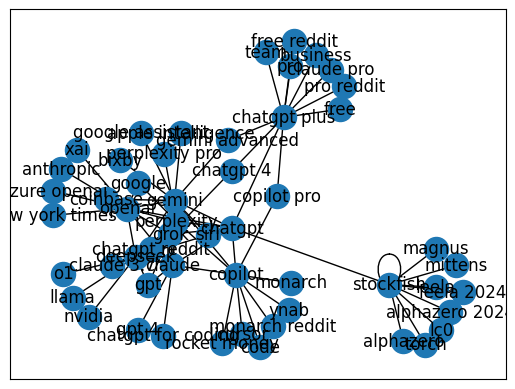 free reddit
team
business
pro
claude pro
pro reddit
free
chatgpt plus
google assistant
apple intelligence
gemini advanced
xai
bixby
perplexity pro
anthropic
chatgpt 4
google
azure openai
coinbase
gemini
copilot pro
w york times
openai
perplexity
chatgpt
grok
siri
chatgpt reddit
magnus
deepseek
mittens
o1
claude 3.7
claude
copilot
monarch
stockfish
leela
leela 2024
gpt
llama
ynab
alphazero 2024
nvidia
monarch reddit
lc0
gpt 4
chatgpt for coding
cursor
rocket money
code
alphazero
torch